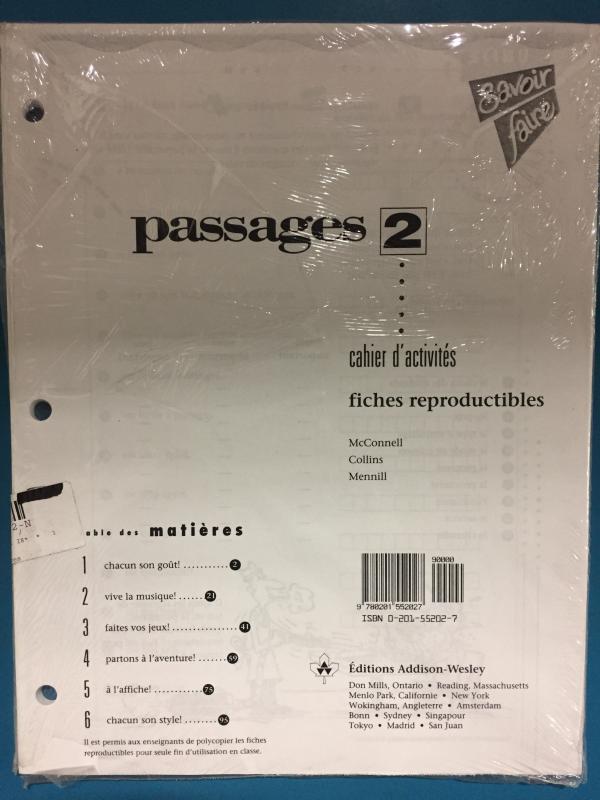 savoir
faire
passages 2
cahier d'activités
fiches reproductibles
McConnell
Collins
Mennill
2-N
able des matières
1 chacun son goût! ........... 2
2 vive la musique! ...... 21
3 faites vos jeux! ................ 41
4 partons à l'aventure! ....... 59
5 à l'affiche! ............ 75
6 chacun son style! ........ 95
Il est permis aux enseignants de polycopier les fiches
reproductibles pour seule fin d'utilisation en classe.
90000
9 780201 552027
ISBN 0-201-55202-7
Éditions Addison-Wesley
Don Mills, Ontario • Reading, Massachusetts
Menlo Park, Californie • New York
Wokingham, Angleterre • Amsterdam
Bonn • Sydney • Singapour
Tokyo • Madrid • San Juan